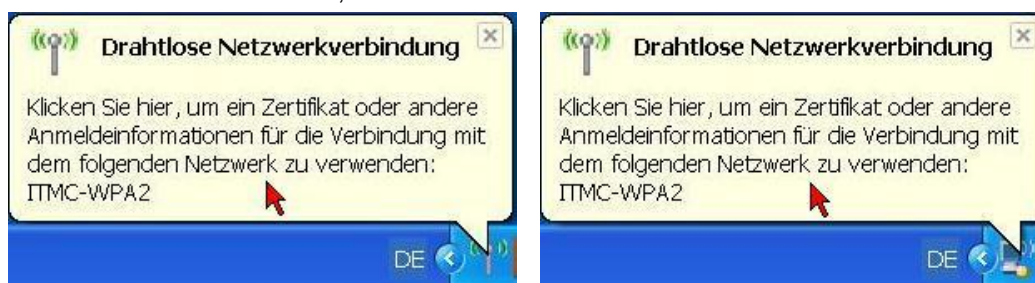 Drahtlose Netzwerkverbindung
Klicken Sie hier, um ein Zertifikat oder andere
Anmeldeinformationen für die Verbindung mit
dem folgenden Netzwerk zu verwenden:
ITMC-WPA2
DE
Drahtlose Netzwerkverbindung
Klicken Sie hier, um ein Zertifikat oder andere
Anmeldeinformationen für die Verbindung mit
dem folgenden Netzwerk zu verwenden:
ITMC-WPA2
DE